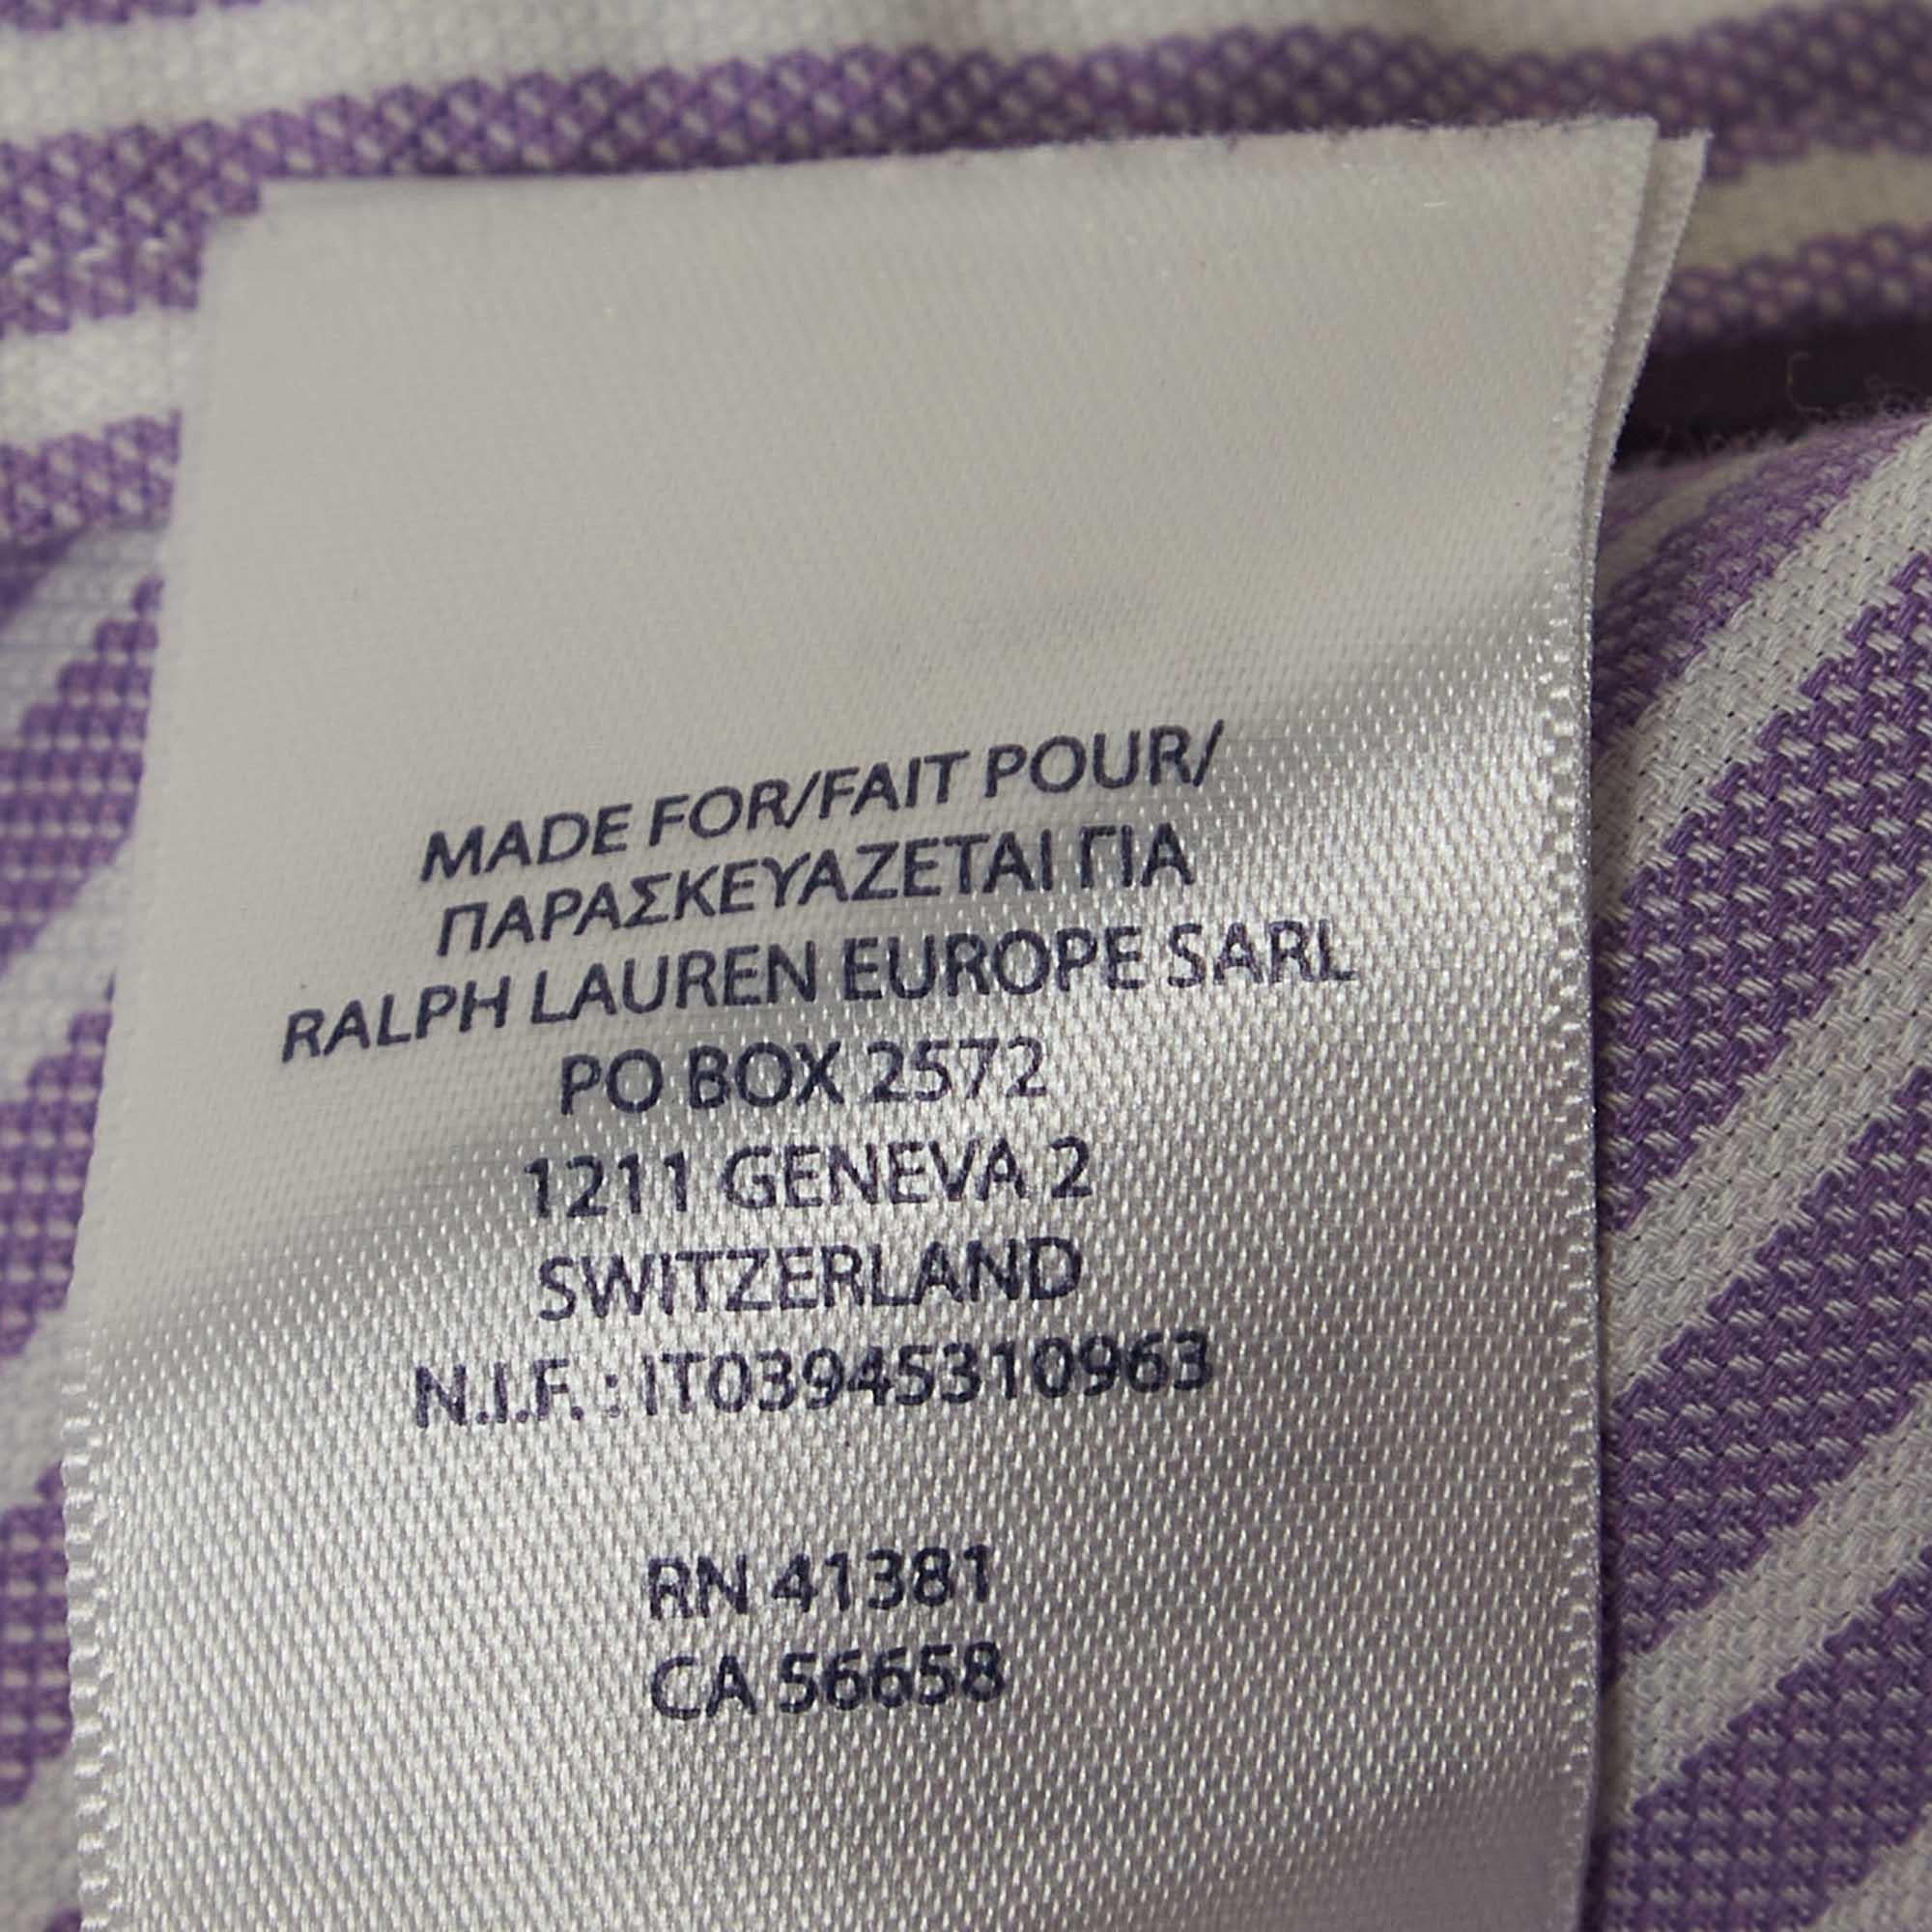 MADE FOR/FAIT POUR/
ΠΑΡΑΣΚΕΥΑΖΕΤΑΙ ΓΙΑ
RALPH LAUREN EUROPE SARL
PO BOX 2572
1211 GENEVA 2
SWITZERLAND
N.I.F. : IT03945310963
RN 41381
CA 56658